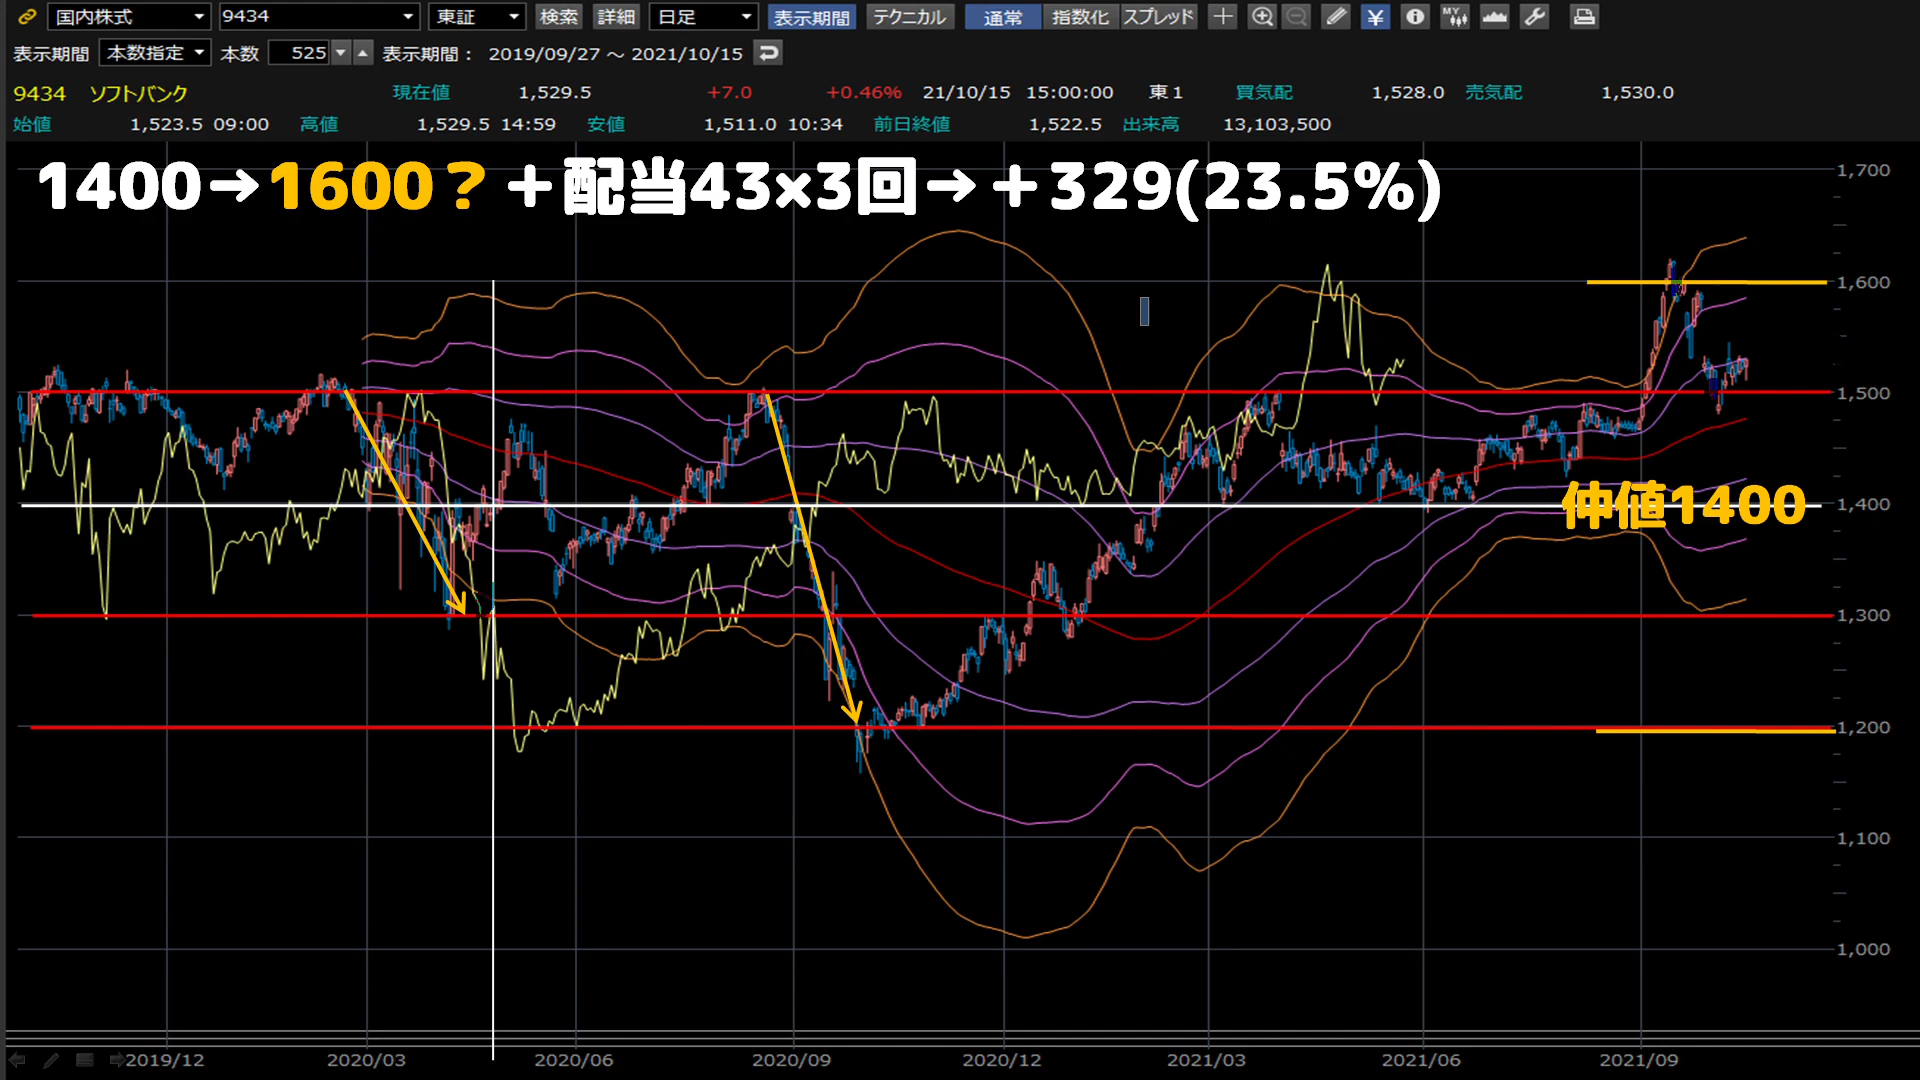 国内株式 9434 東証 検索 詳細 日足 表示期間 テクニカル 通常 指数化 スプレッド ¥ MY
表示期間 本数指定 本数 525 表示期間： 2019/09/27 ～ 2021/10/15
9434 ソフトバンク 現在値 1,529.5 +7.0 +0.46% 21/10/15 15:00:00 東1 買気配 1,528.0 売気配 1,530.0
始値 1,523.5 09:00 高値 1,529.5 14:59 安値 1,511.0 10:34 前日終値 1,522.5 出来高 13,103,500
1400→1600？＋配当43×3回→＋329(23.5%)
1,700
1,600
1,500
1,400
仲値1400
1,300
1,200
1,100
1,000
2019/12 2020/03 2020/06 2020/09 2020/12 2021/03 2021/06 2021/09